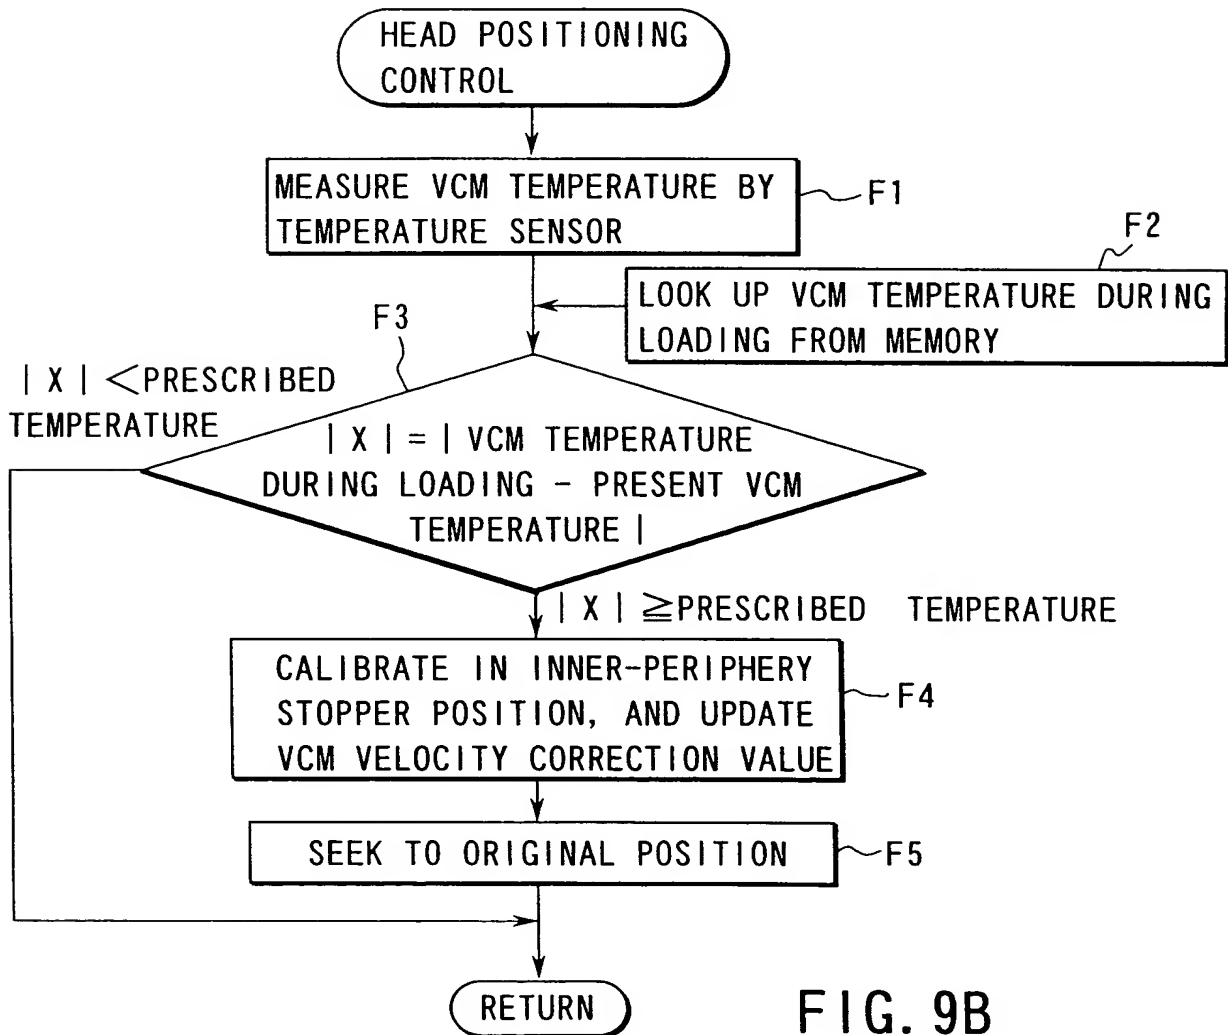 HEAD POSITIONING
CONTROL
MEASURE VCM TEMPERATURE BY
TEMPERATURE SENSOR
F1
F2
LOOK UP VCM TEMPERATURE DURING
LOADING FROM MEMORY
F3
| X | <PRESCRIBED
TEMPERATURE
| X | = | VCM TEMPERATURE
DURING LOADING - PRESENT VCM
TEMPERATURE |
| X | ≧PRESCRIBED TEMPERATURE
CALIBRATE IN INNER-PERIPHERY
STOPPER POSITION, AND UPDATE
VCM VELOCITY CORRECTION VALUE
F4
SEEK TO ORIGINAL POSITION
F5
RETURN
FIG. 9B